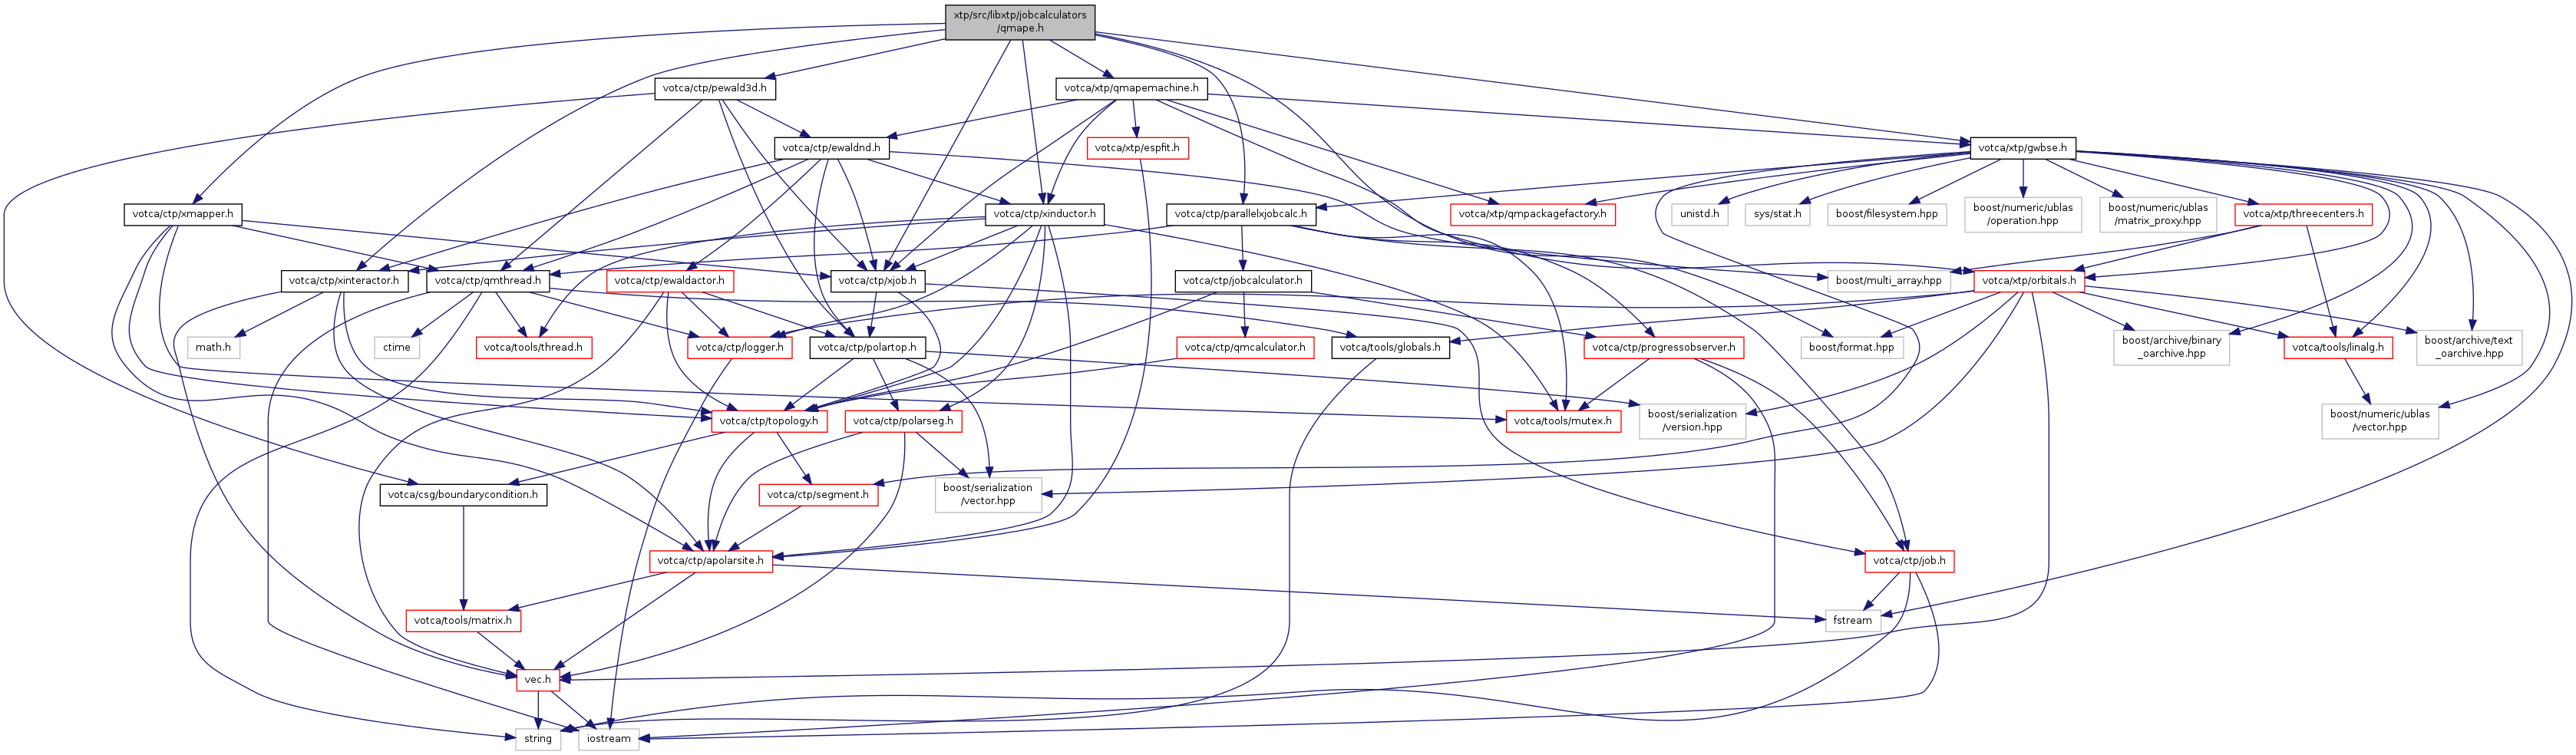 xtp/src/libxtp/jobcalculators
/qmape.h
votca/ctp/pewald3d.h
votca/xtp/qmapemachine.h
votca/ctp/ewaldnd.h
votca/xtp/espfit.h
votca/xtp/gwbse.h
votca/ctp/xmapper.h
votca/ctp/xinductor.h
votca/ctp/parallelxjobcalc.h
votca/xtp/qmpackagefactory.h
unistd.h
sys/stat.h
boost/filesystem.hpp
boost/numeric/ublas
/operation.hpp
boost/numeric/ublas
/matrix_proxy.hpp
votca/xtp/threecenters.h
votca/ctp/xinteractor.h
votca/ctp/qmthread.h
votca/ctp/ewaldactor.h
votca/ctp/xjob.h
votca/ctp/jobcalculator.h
boost/multi_array.hpp
votca/xtp/orbitals.h
math.h
ctime
votca/tools/thread.h
votca/ctp/logger.h
votca/ctp/polartop.h
votca/ctp/qmcalculator.h
votca/tools/globals.h
votca/ctp/progressobserver.h
boost/format.hpp
boost/archive/binary
_oarchive.hpp
votca/tools/linalg.h
boost/archive/text
_oarchive.hpp
votca/ctp/topology.h
votca/ctp/polarseg.h
votca/tools/mutex.h
boost/serialization
/version.hpp
boost/numeric/ublas
/vector.hpp
votca/csg/boundarycondition.h
votca/ctp/segment.h
boost/serialization
/vector.hpp
votca/ctp/apolarsite.h
votca/ctp/job.h
votca/tools/matrix.h
fstream
vec.h
string
iostream